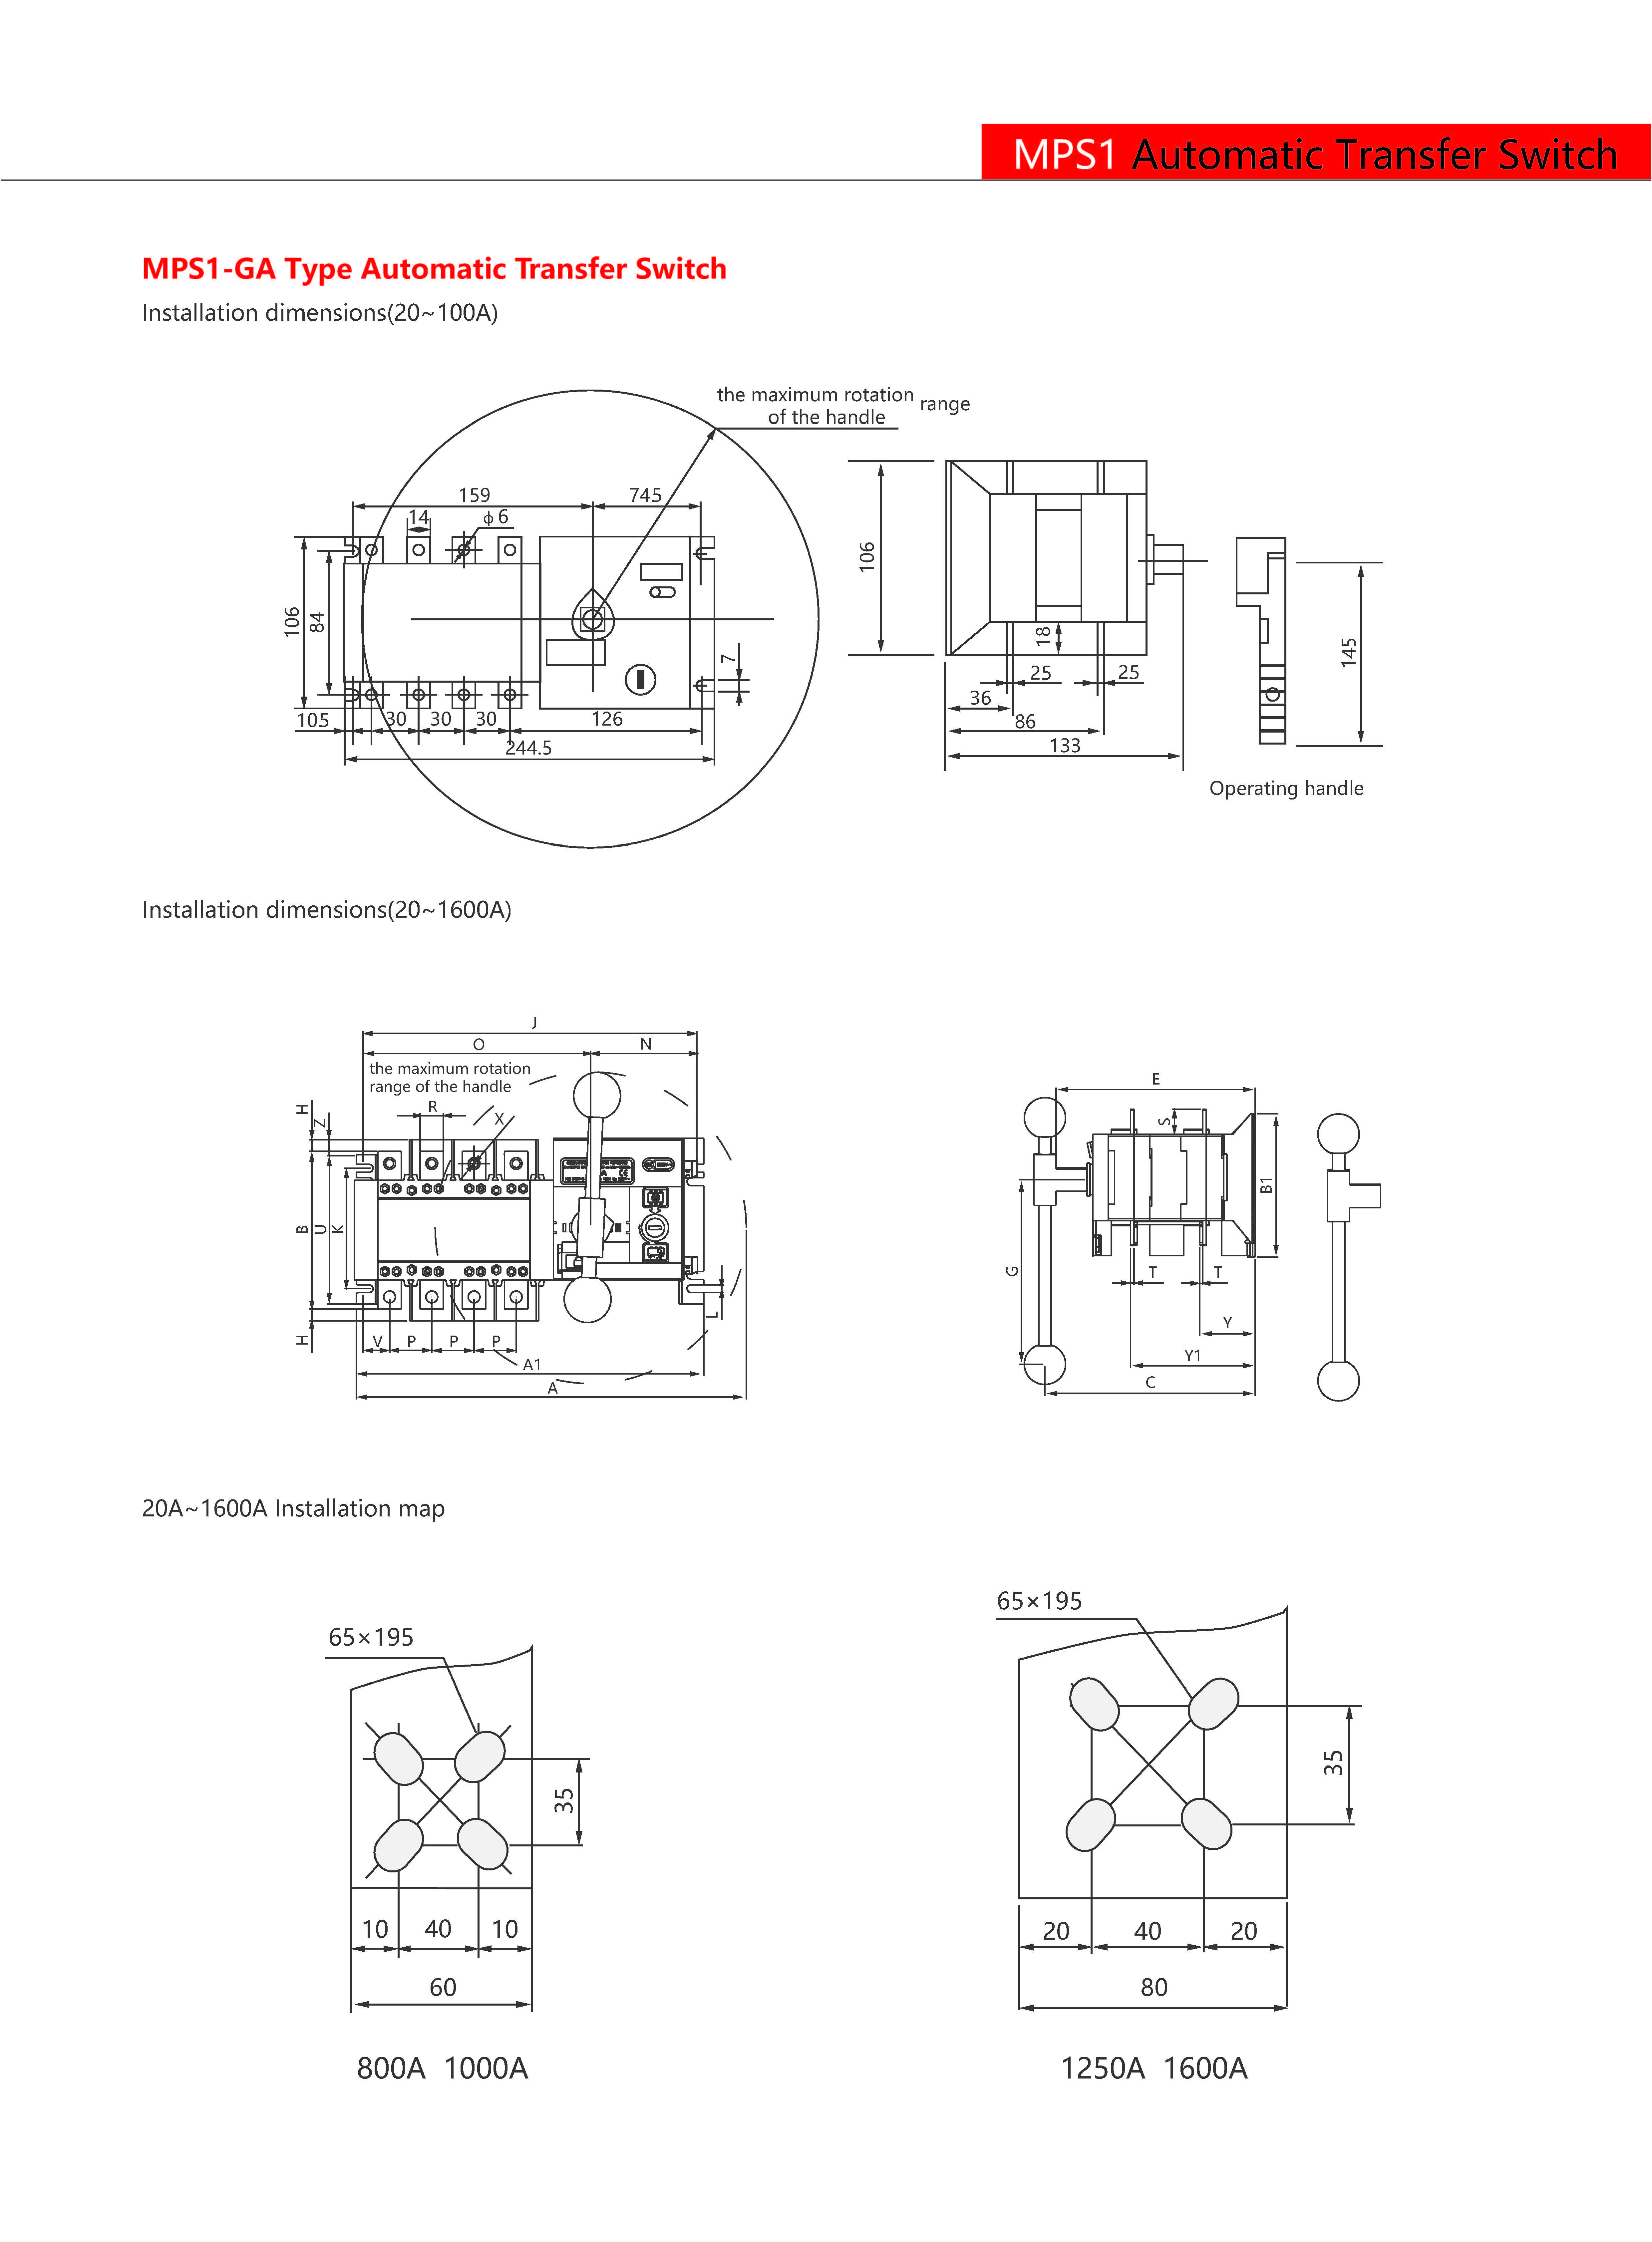 MPS1 Automatic Transfer Switch
MPS1-GA Type Automatic Transfer Switch
Installation dimensions(20~100A)
the maximum rotation range
of the handle
159
745
14
ϕ6
106
84
7
105
30
30
30
126
244.5
106
18
25
25
36
86
133
145
Operating handle
Installation dimensions(20~1600A)
J
O
N
the maximum rotation
range of the handle
H
Z
R
X
B
U
K
L
H
V
P
P
P
A1
A
E
S
B1
G
T
T
Y
Y1
C
20A~1600A Installation map
65×195
35
10
40
10
60
800A 1000A
65×195
35
20
40
20
80
1250A 1600A